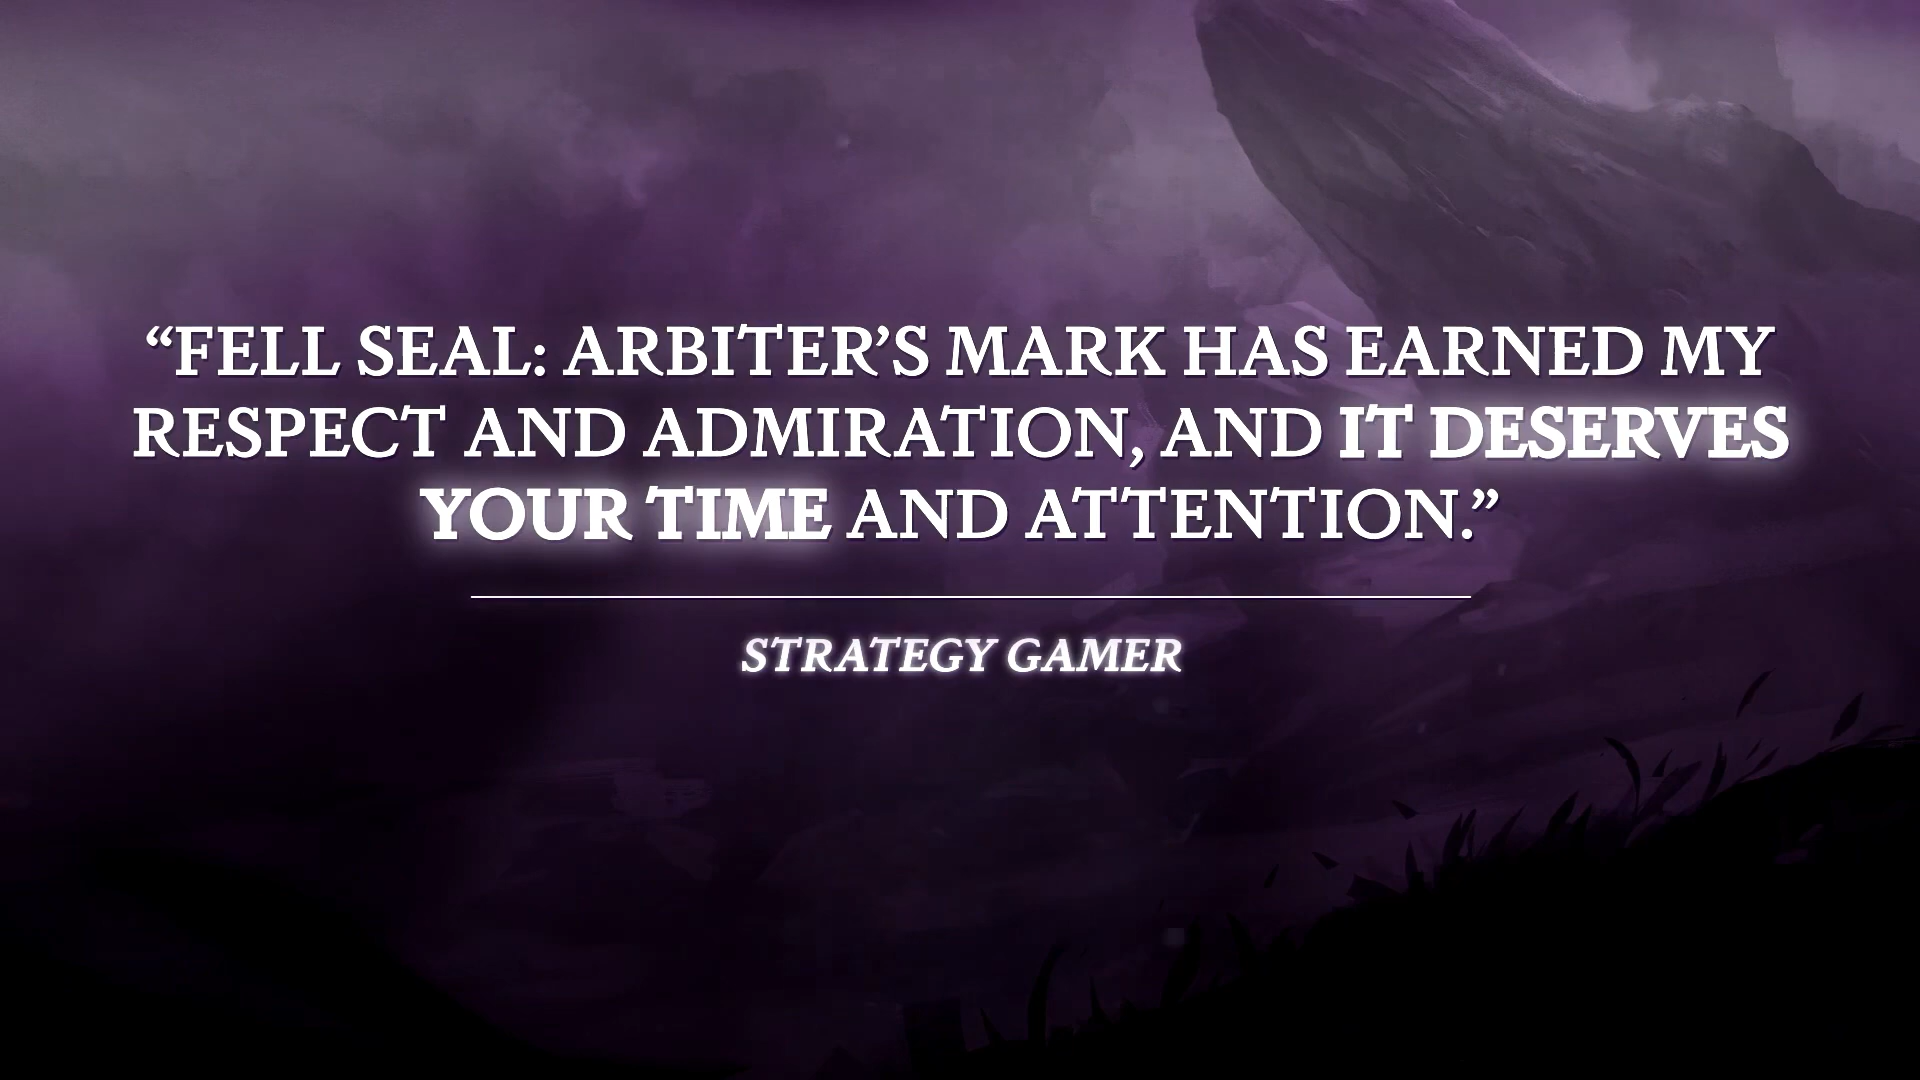 “FELL SEAL: ARBITER’S MARK HAS EARNED MY
RESPECT AND ADMIRATION, AND IT DESERVES
YOUR TIME AND ATTENTION.”
STRATEGY GAMER